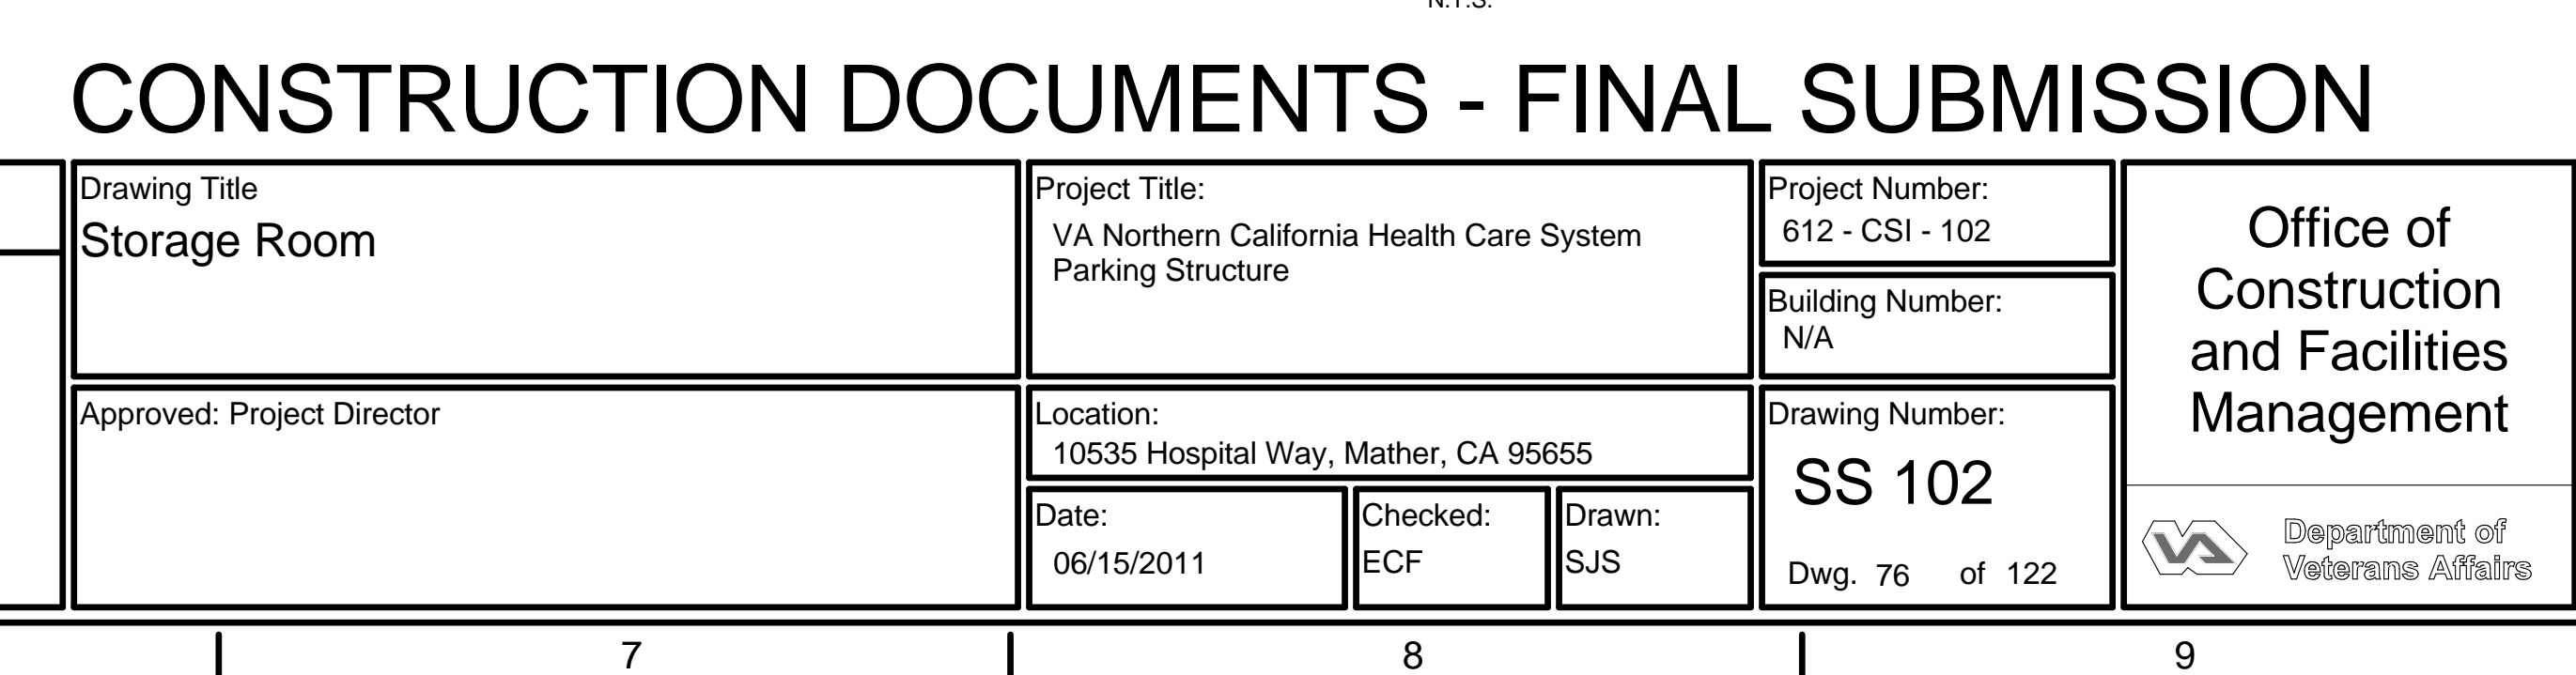 N.T.S.
CONSTRUCTION DOCUMENTS - FINAL SUBMISSION
Drawing Title
Storage Room
Approved: Project Director
Project Title:
VA Northern California Health Care System
Parking Structure
Location:
10535 Hospital Way, Mather, CA 95655
Date:
06/15/2011
Checked:
ECF
Drawn:
SJS
Project Number:
612 - CSI - 102
Building Number:
N/A
Drawing Number:
SS 102
Dwg. 76 of 122
Office of
Construction
and Facilities
Management
VA
Department of
Veterans Affairs
7 8 9